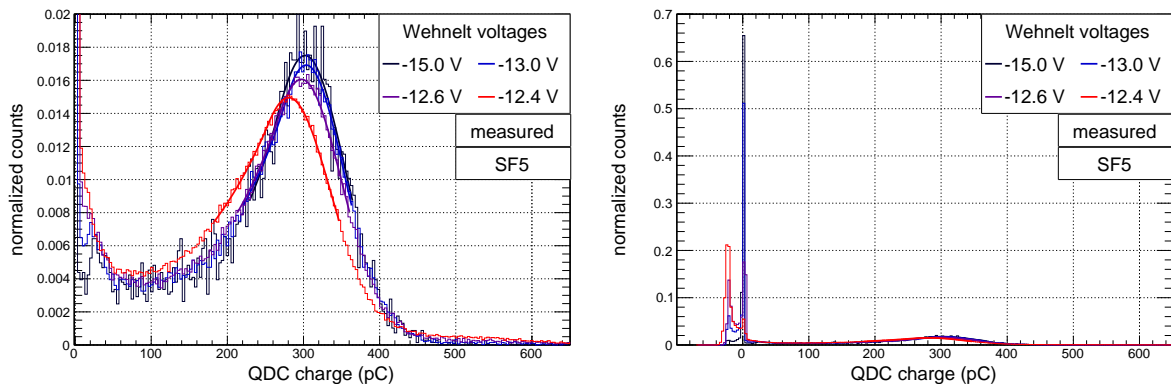 0.02
0.018
0.016
0.014
0.012
0.01
0.008
0.006
0.004
0.002
0
normalized counts
0 100 200 300 400 500 600
QDC charge (pC)
Wehnelt voltages
-15.0 V -13.0 V
-12.6 V -12.4 V
measured
SF5
0.7
0.6
0.5
0.4
0.3
0.2
0.1
0
normalized counts
-100 0 100 200 300 400 500 600
QDC charge (pC)
Wehnelt voltages
-15.0 V -13.0 V
-12.6 V -12.4 V
measured
SF5